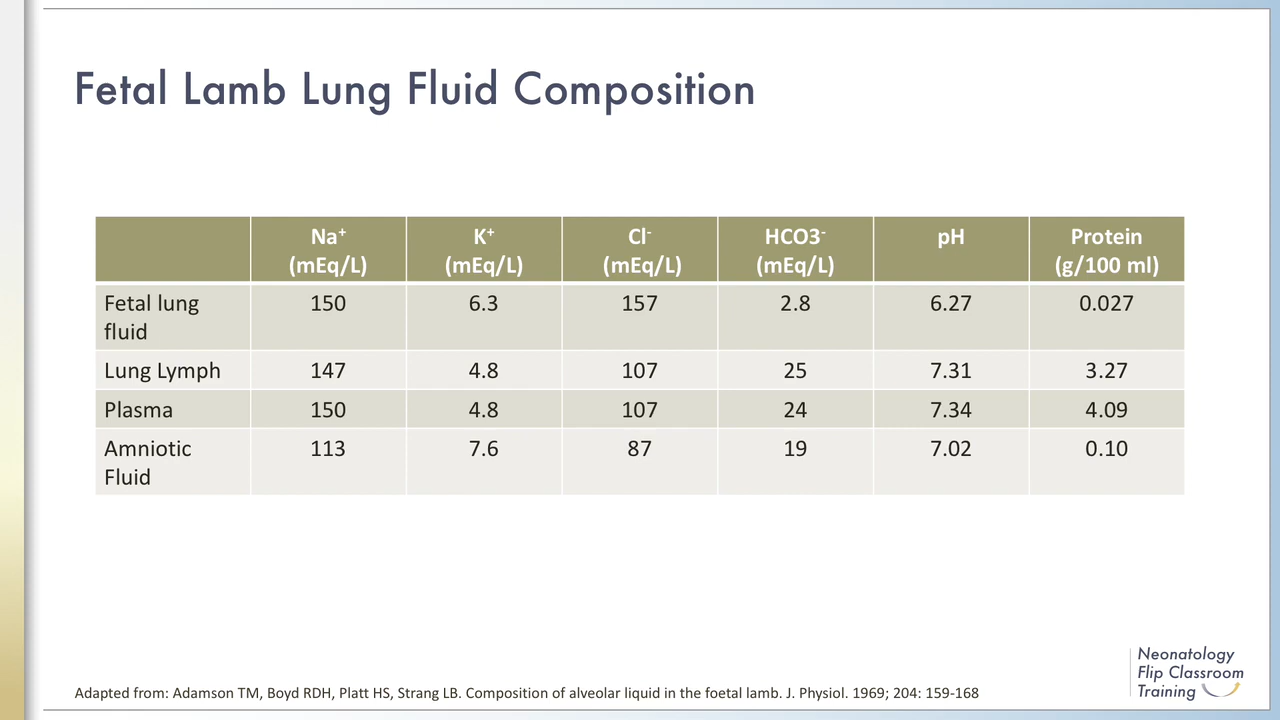 Fetal Lamb Lung Fluid Composition
Na⁺ (mEq/L) K⁺ (mEq/L) Cl⁻ (mEq/L) HCO3⁻ (mEq/L) pH Protein (g/100 ml)
Fetal lung fluid 150 6.3 157 2.8 6.27 0.027
Lung Lymph 147 4.8 107 25 7.31 3.27
Plasma 150 4.8 107 24 7.34 4.09
Amniotic Fluid 113 7.6 87 19 7.02 0.10
Adapted from: Adamson TM, Boyd RDH, Platt HS, Strang LB. Composition of alveolar liquid in the foetal lamb. J. Physiol. 1969; 204: 159-168
Neonatology
Flip Classroom
Training